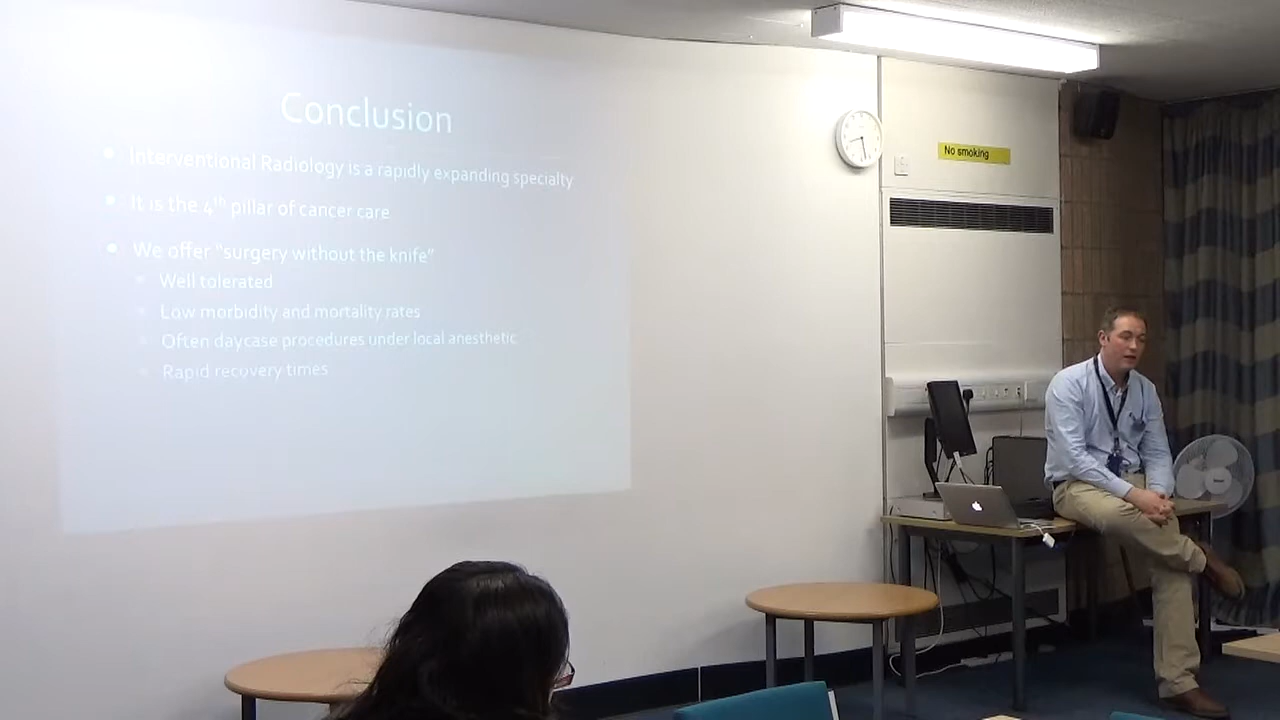 Conclusion
Interventional Radiology is a rapidly expanding specialty
It is the 4th pillar of cancer care
We offer "surgery without the knife"
Well tolerated
Low morbidity and mortality rates
Often daycase procedures under local anesthetic
Rapid recovery times
No smoking